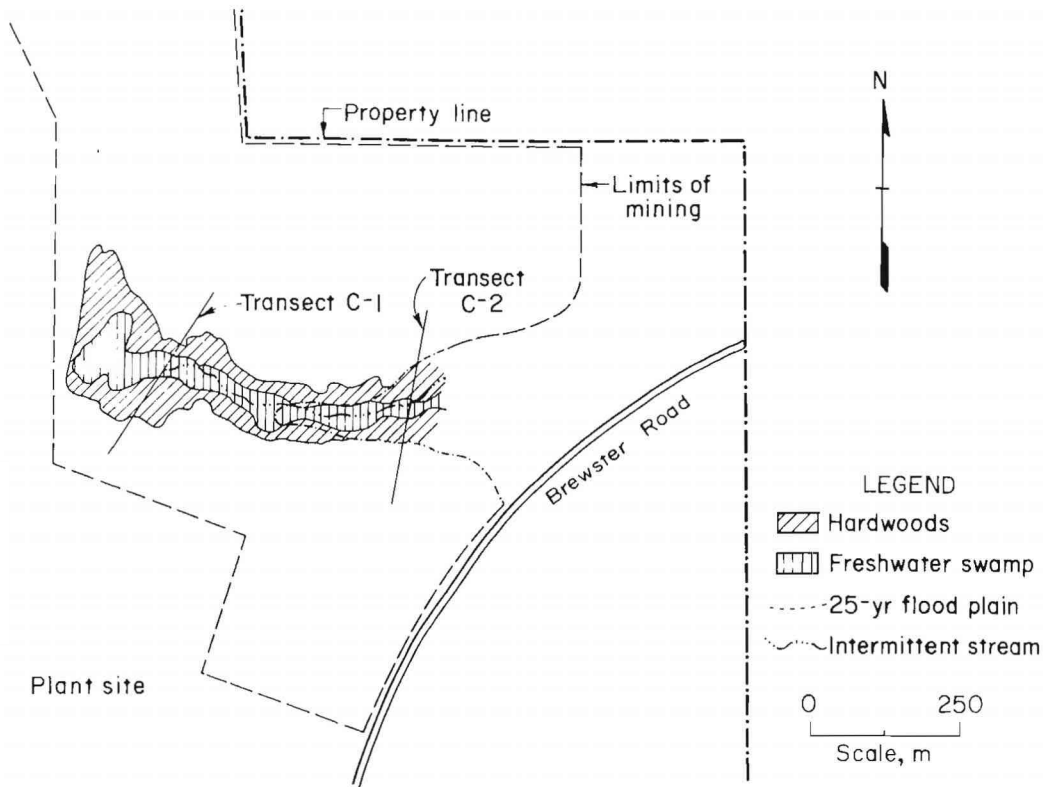 Property line
N
Limits of
mining
Transect C-1
Transect
C-2
Brewster Road
LEGEND
Hardwoods
Freshwater swamp
25-yr flood plain
Intermittent stream
Plant site
0 250
Scale, m